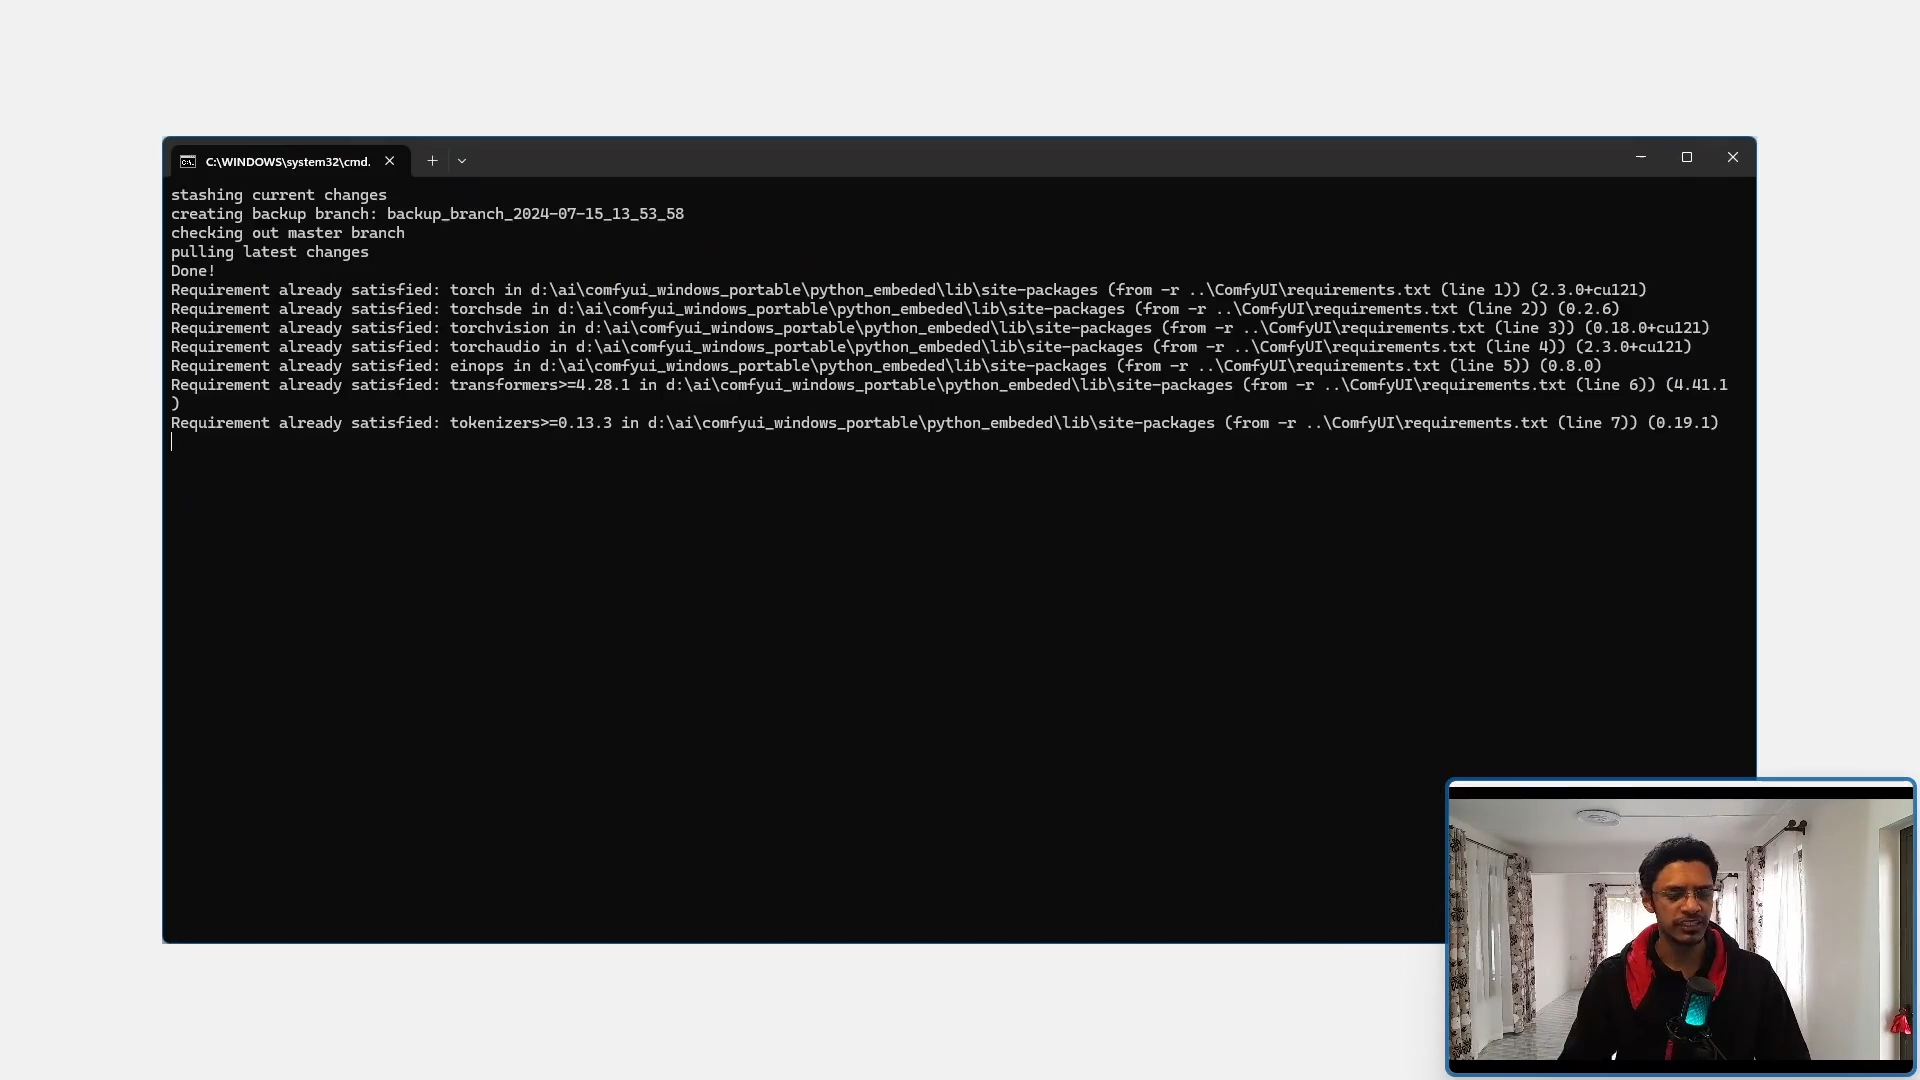 C:\WINDOWS\system32\cmd.
stashing current changes
creating backup branch: backup_branch_2024-07-15_13_53_58
checking out master branch
pulling latest changes
Done!
Requirement already satisfied: torch in d:\ai\comfyui_windows_portable\python_embeded\lib\site-packages (from -r ..\ComfyUI\requirements.txt (line 1)) (2.3.0+cu121)
Requirement already satisfied: torchsde in d:\ai\comfyui_windows_portable\python_embeded\lib\site-packages (from -r ..\ComfyUI\requirements.txt (line 2)) (0.2.6)
Requirement already satisfied: torchvision in d:\ai\comfyui_windows_portable\python_embeded\lib\site-packages (from -r ..\ComfyUI\requirements.txt (line 3)) (0.18.0+cu121)
Requirement already satisfied: torchaudio in d:\ai\comfyui_windows_portable\python_embeded\lib\site-packages (from -r ..\ComfyUI\requirements.txt (line 4)) (2.3.0+cu121)
Requirement already satisfied: einops in d:\ai\comfyui_windows_portable\python_embeded\lib\site-packages (from -r ..\ComfyUI\requirements.txt (line 5)) (0.8.0)
Requirement already satisfied: transformers>=4.28.1 in d:\ai\comfyui_windows_portable\python_embeded\lib\site-packages (from -r ..\ComfyUI\requirements.txt (line 6)) (4.41.1
)
Requirement already satisfied: tokenizers>=0.13.3 in d:\ai\comfyui_windows_portable\python_embeded\lib\site-packages (from -r ..\ComfyUI\requirements.txt (line 7)) (0.19.1)